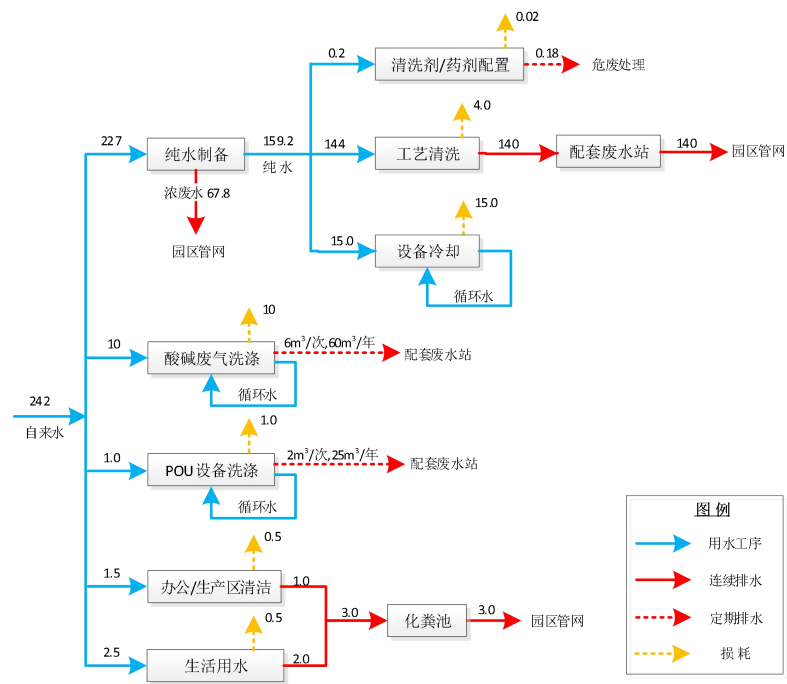 0.02
0.2
清洗剂/药剂配置
0.18
危废处理
4.0
227
纯水制备
159.2
纯水
144
工艺清洗
140
配套废水站
140
园区管网
浓废水 67.8
园区管网
15.0
15.0
设备冷却
循环水
10
10
酸碱废气洗涤
6m³/次,60m³/年
配套废水站
循环水
242
自来水
1.0
1.0
POU 设备洗涤
2m³/次,25m³/年
配套废水站
循环水
0.5
1.5
办公/生产区清洁
1.0
3.0
化粪池
3.0
园区管网
0.5
2.5
生活用水
2.0
图 例
用水工序
连续排水
定期排水
损 耗